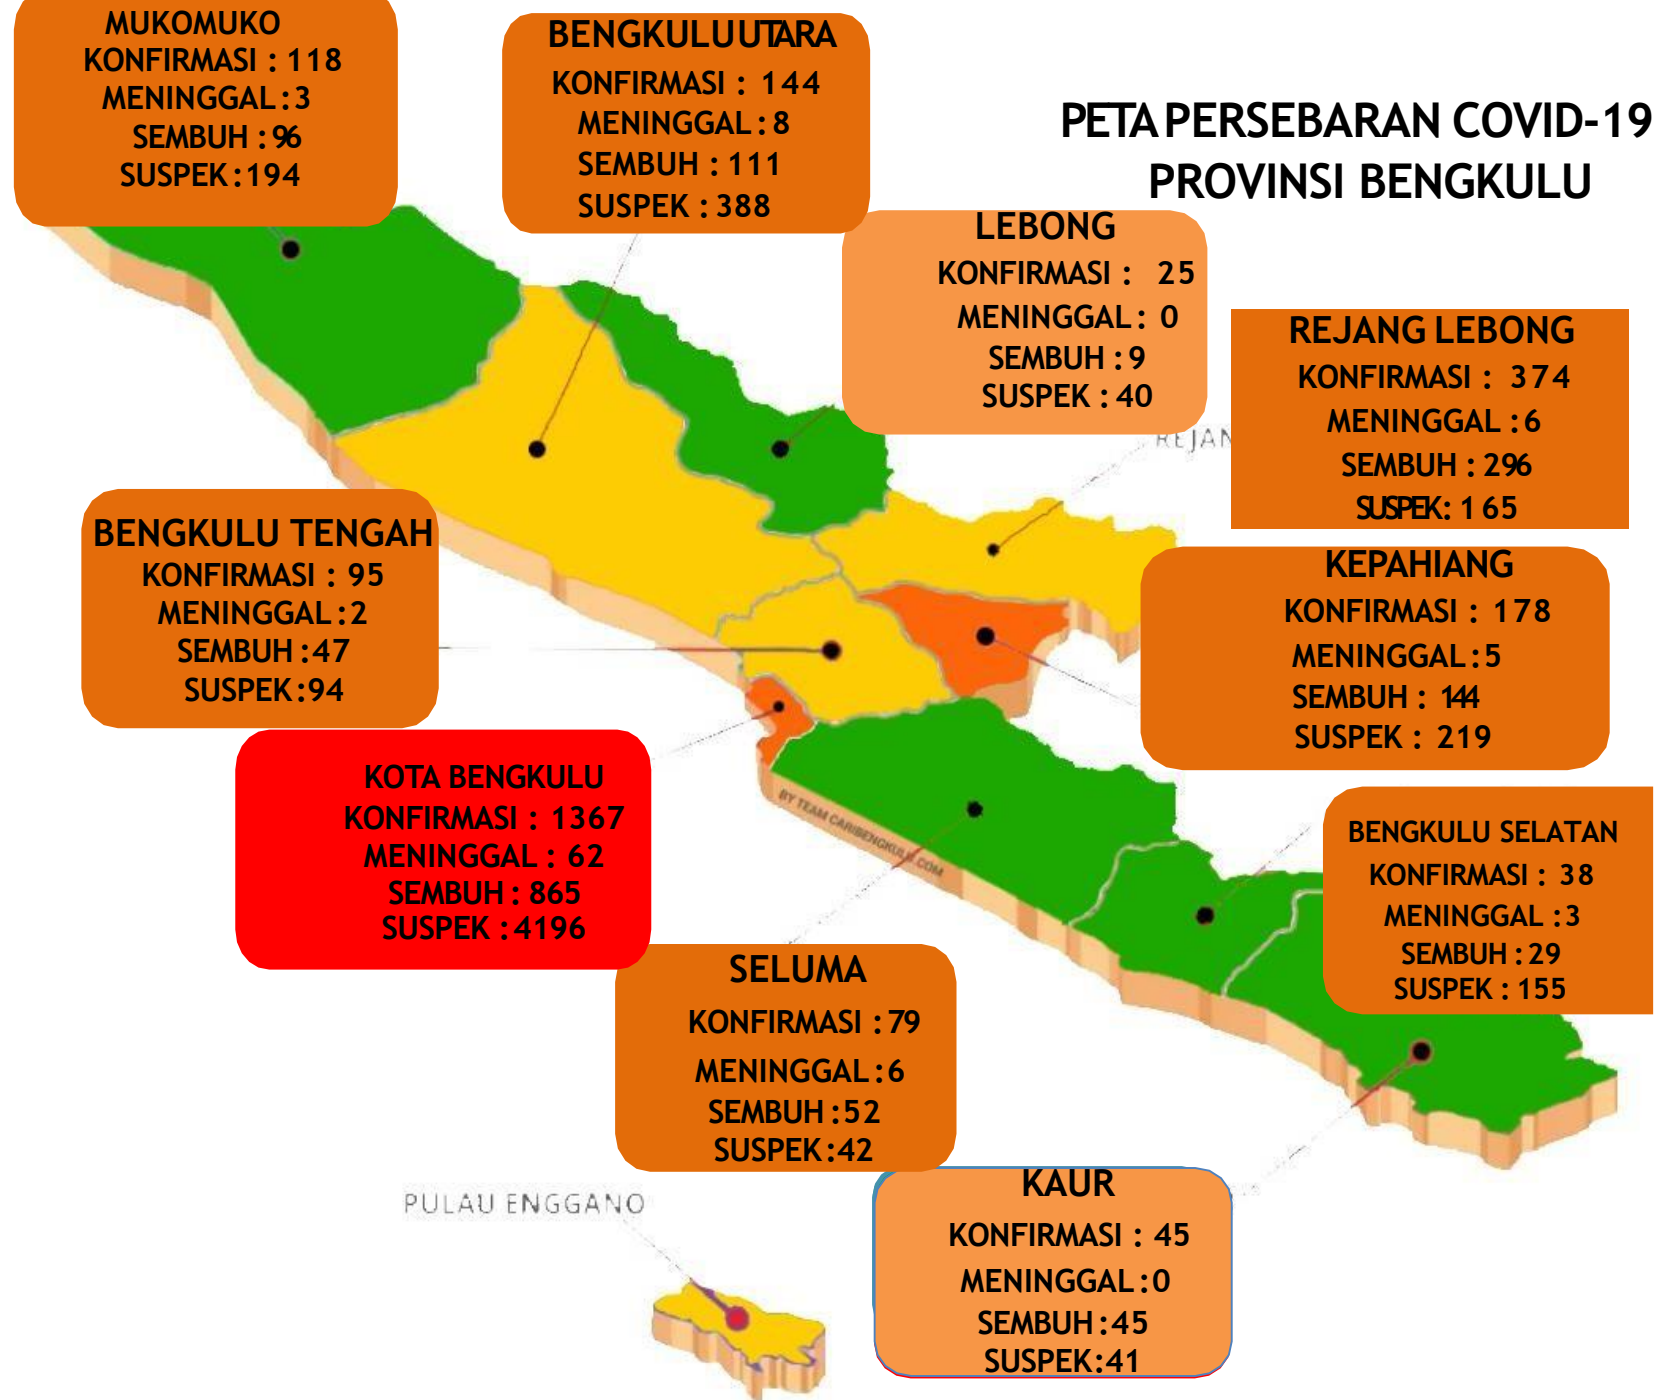 MUKOMUKO
KONFIRMASI : 118
MENINGGAL : 3
SEMBUH : 96
SUSPEK : 194
BENGKULU UTARA
KONFIRMASI : 144
MENINGGAL : 8
SEMBUH : 111
SUSPEK : 388
PETA PERSEBARAN COVID-19
PROVINSI BENGKULU
LEBONG
KONFIRMASI : 25
MENINGGAL : 0
SEMBUH : 9
SUSPEK : 40
REJAN
REJANG LEBONG
KONFIRMASI : 374
MENINGGAL : 6
SEMBUH : 296
SUSPEK : 165
BENGKULU TENGAH
KONFIRMASI : 95
MENINGGAL : 2
SEMBUH : 47
SUSPEK : 94
KEPAHIANG
KONFIRMASI : 178
MENINGGAL : 5
SEMBUH : 144
SUSPEK : 219
KOTA BENGKULU
KONFIRMASI : 1367
MENINGGAL : 62
SEMBUH : 865
SUSPEK : 4196
BY TEAM CARIBENGKULU.COM
BENGKULU SELATAN
KONFIRMASI : 38
MENINGGAL : 3
SEMBUH : 29
SUSPEK : 155
SELUMA
KONFIRMASI : 79
MENINGGAL : 6
SEMBUH : 52
SUSPEK : 42
KAUR
KONFIRMASI : 45
MENINGGAL : 0
SEMBUH : 45
SUSPEK : 41
PULAU ENGGANO